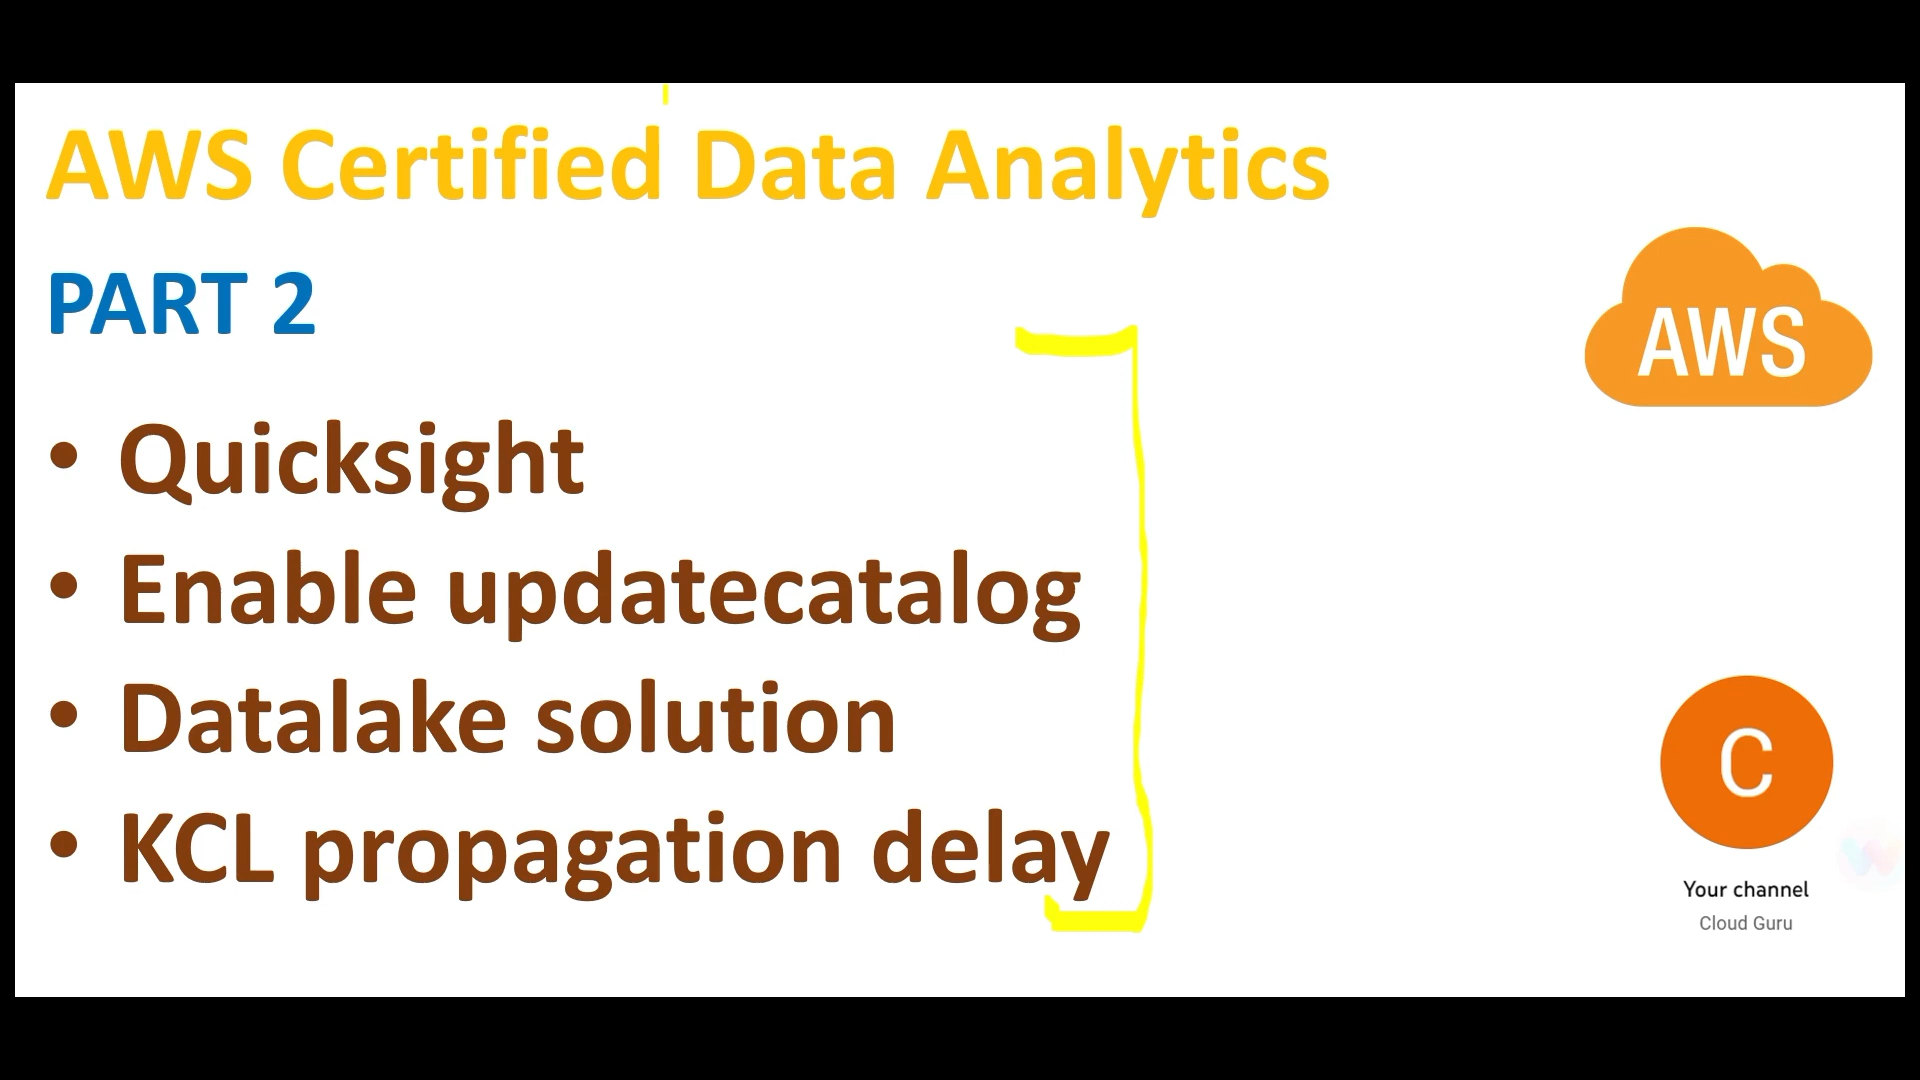 AWS Certified Data Analytics
PART 2
AWS
• Quicksight
• Enable updatecatalog
• Datalake solution
• KCL propagation delay
C
Your channel
Cloud Guru